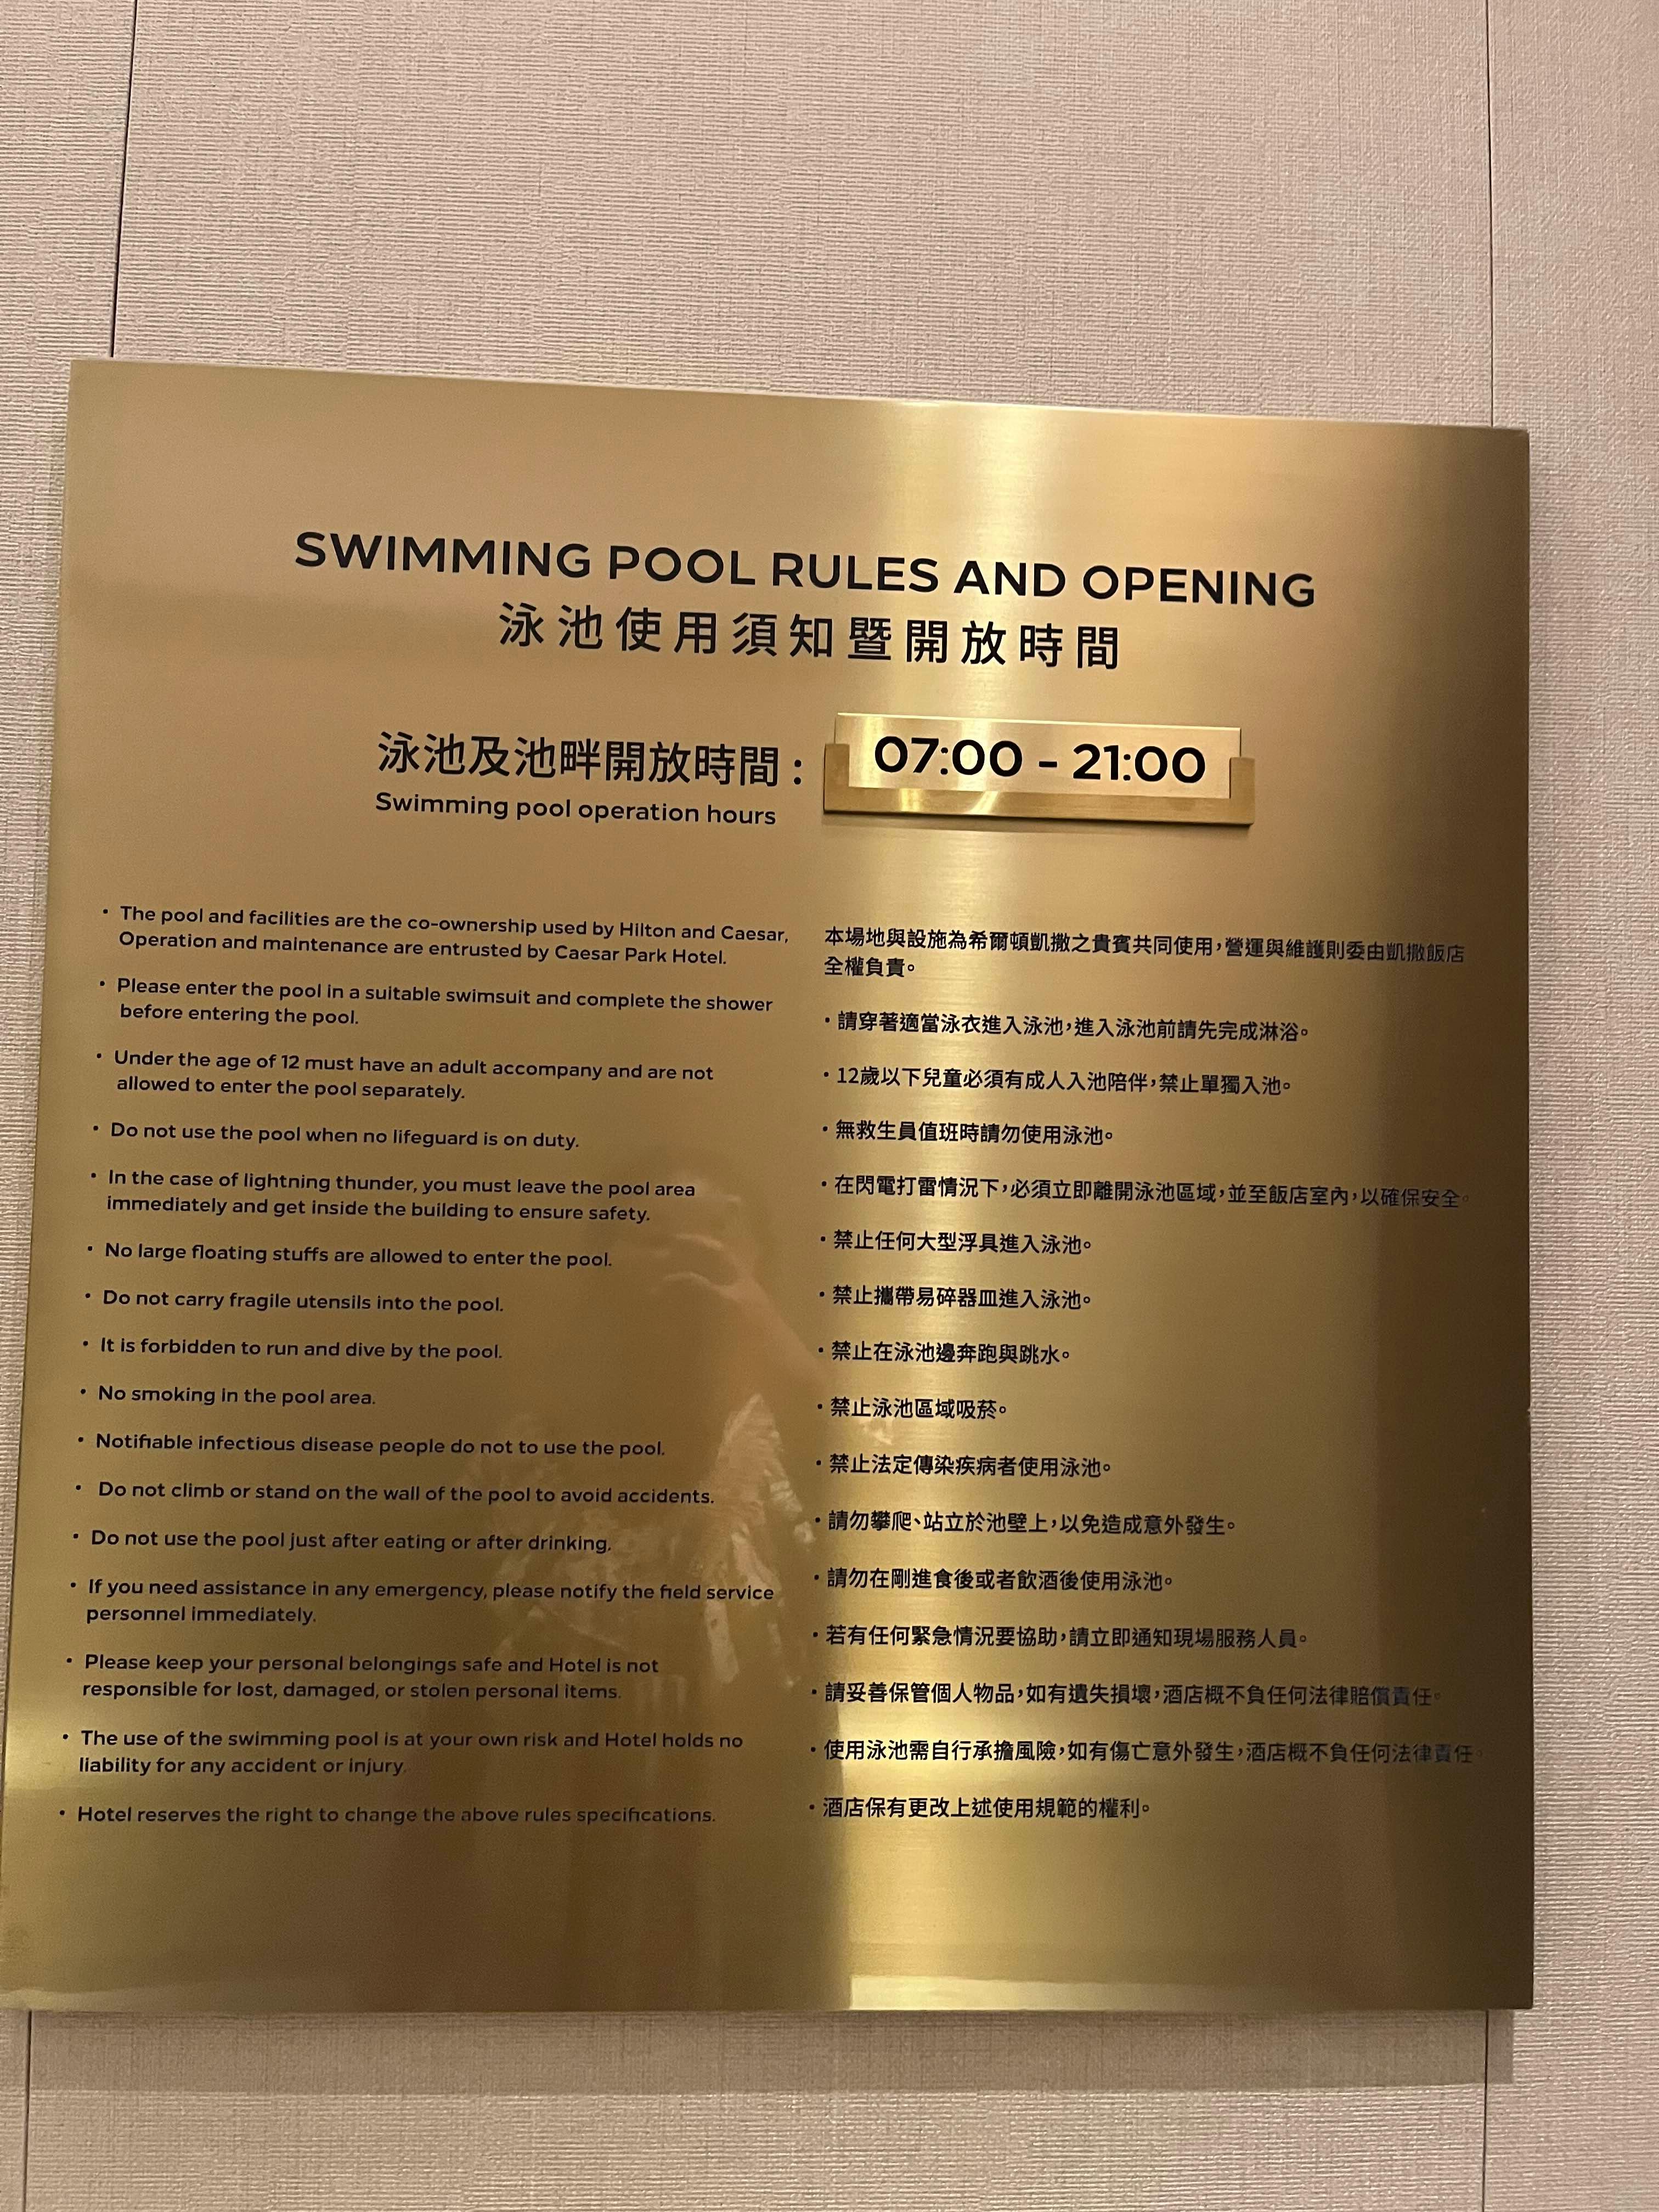 SWIMMING POOL RULES AND OPENING
泳池使用須知暨開放時間
泳池及池畔開放時間：
Swimming pool operation hours
07:00 - 21:00
• The pool and facilities are the co-ownership used by Hilton and Caesar,
Operation and maintenance are entrusted by Caesar Park Hotel.
• Please enter the pool in a suitable swimsuit and complete the shower
before entering the pool.
• Under the age of 12 must have an adult accompany and are not
allowed to enter the pool separately.
• Do not use the pool when no lifeguard is on duty.
• In the case of lightning thunder, you must leave the pool area
immediately and get inside the building to ensure safety.
• No large floating stuffs are allowed to enter the pool.
• Do not carry fragile utensils into the pool.
• It is forbidden to run and dive by the pool.
• No smoking in the pool area.
• Notifiable infectious disease people do not to use the pool.
• Do not climb or stand on the wall of the pool to avoid accidents.
• Do not use the pool just after eating or after drinking.
• If you need assistance in any emergency, please notify the field service
personnel immediately.
• Please keep your personal belongings safe and Hotel is not
responsible for lost, damaged, or stolen personal items.
• The use of the swimming pool is at your own risk and Hotel holds no
liability for any accident or injury.
• Hotel reserves the right to change the above rules specifications.
本場地與設施為希爾頓凱撒之貴賓共同使用，營運與維護則委由凱撒飯店
全權負責。
・請穿著適當泳衣進入泳池，進入泳池前請先完成淋浴。
・12歲以下兒童必須有成人入池陪伴，禁止單獨入池。
・無救生員值班時請勿使用泳池。
・在閃電打雷情況下，必須立即離開泳池區域，並至飯店室內，以確保安全。
・禁止任何大型浮具進入泳池。
・禁止攜帶易碎器皿進入泳池。
・禁止在泳池邊奔跑與跳水。
・禁止泳池區域吸菸。
・禁止法定傳染疾病者使用泳池。
・請勿攀爬、站立於池壁上，以免造成意外發生。
・請勿在剛進食後或者飲酒後使用泳池。
・若有任何緊急情況要協助，請立即通知現場服務人員。
・請妥善保管個人物品，如有遺失損壞，酒店概不負任何法律賠償責任。
・使用泳池需自行承擔風險，如有傷亡意外發生，酒店概不負任何法律責任。
・酒店保有更改上述使用規範的權利。